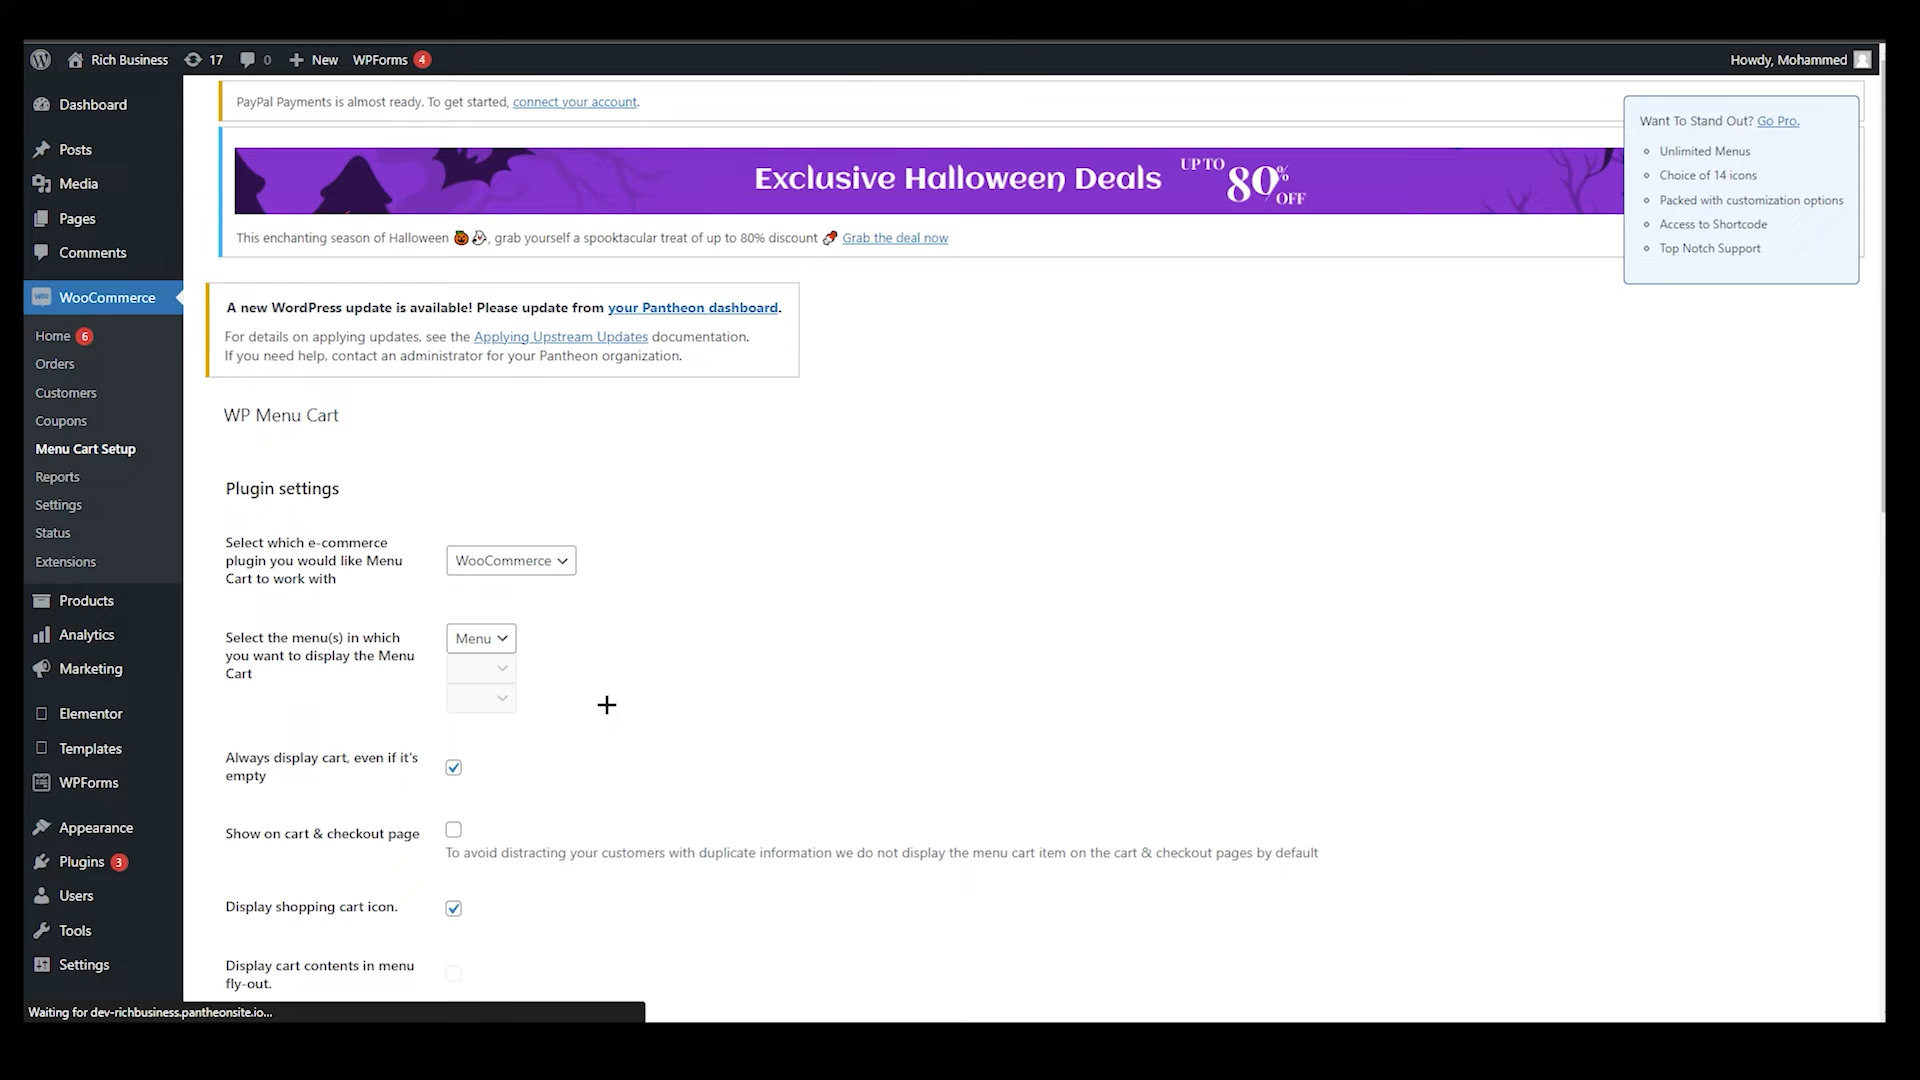 Rich Business 17 0 New WPForms 4 Howdy, Mohammed
Dashboard
Posts
Media
Pages
Comments
WooCommerce
Home 6
Orders
Customers
Coupons
Menu Cart Setup
Reports
Settings
Status
Extensions
Products
Analytics
Marketing
Elementor
Templates
WPForms
Appearance
Plugins 3
Users
Tools
Settings
PayPal Payments is almost ready. To get started, connect your account.
Exclusive Halloween Deals UP TO 80% OFF
This enchanting season of Halloween 🎃 👻, grab yourself a spooktacular treat of up to 80% discount 🍬 Grab the deal now
Want To Stand Out? Go Pro.
Unlimited Menus
Choice of 14 icons
Packed with customization options
Access to Shortcode
Top Notch Support
A new WordPress update is available! Please update from your Pantheon dashboard.
For details on applying updates, see the Applying Upstream Updates documentation.
If you need help, contact an administrator for your Pantheon organization.
WP Menu Cart
Plugin settings
Select which e-commerce
plugin you would like Menu
Cart to work with
WooCommerce
Select the menu(s) in which
you want to display the Menu
Cart
Menu
Always display cart, even if it's
empty
Show on cart & checkout page
To avoid distracting your customers with duplicate information we do not display the menu cart item on the cart & checkout pages by default
Display shopping cart icon.
Display cart contents in menu
fly-out.
Waiting for dev-richbusiness.pantheonsite.io...